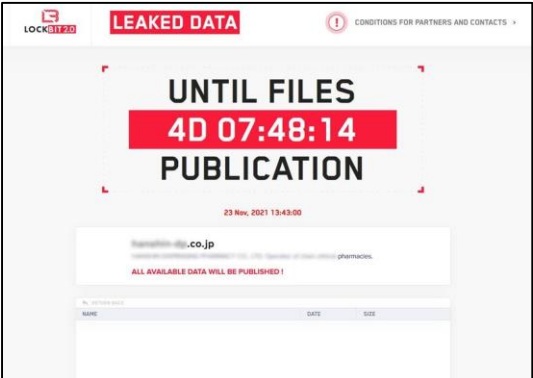 LOCKBIT 2.0
LEAKED DATA
CONDITIONS FOR PARTNERS AND CONTACTS >
UNTIL FILES
4D 07:48:14
PUBLICATION
23 Nov, 2021 13:43:00
.co.jp
pharmacies.
ALL AVAILABLE DATA WILL BE PUBLISHED !
NAME DATE SIZE